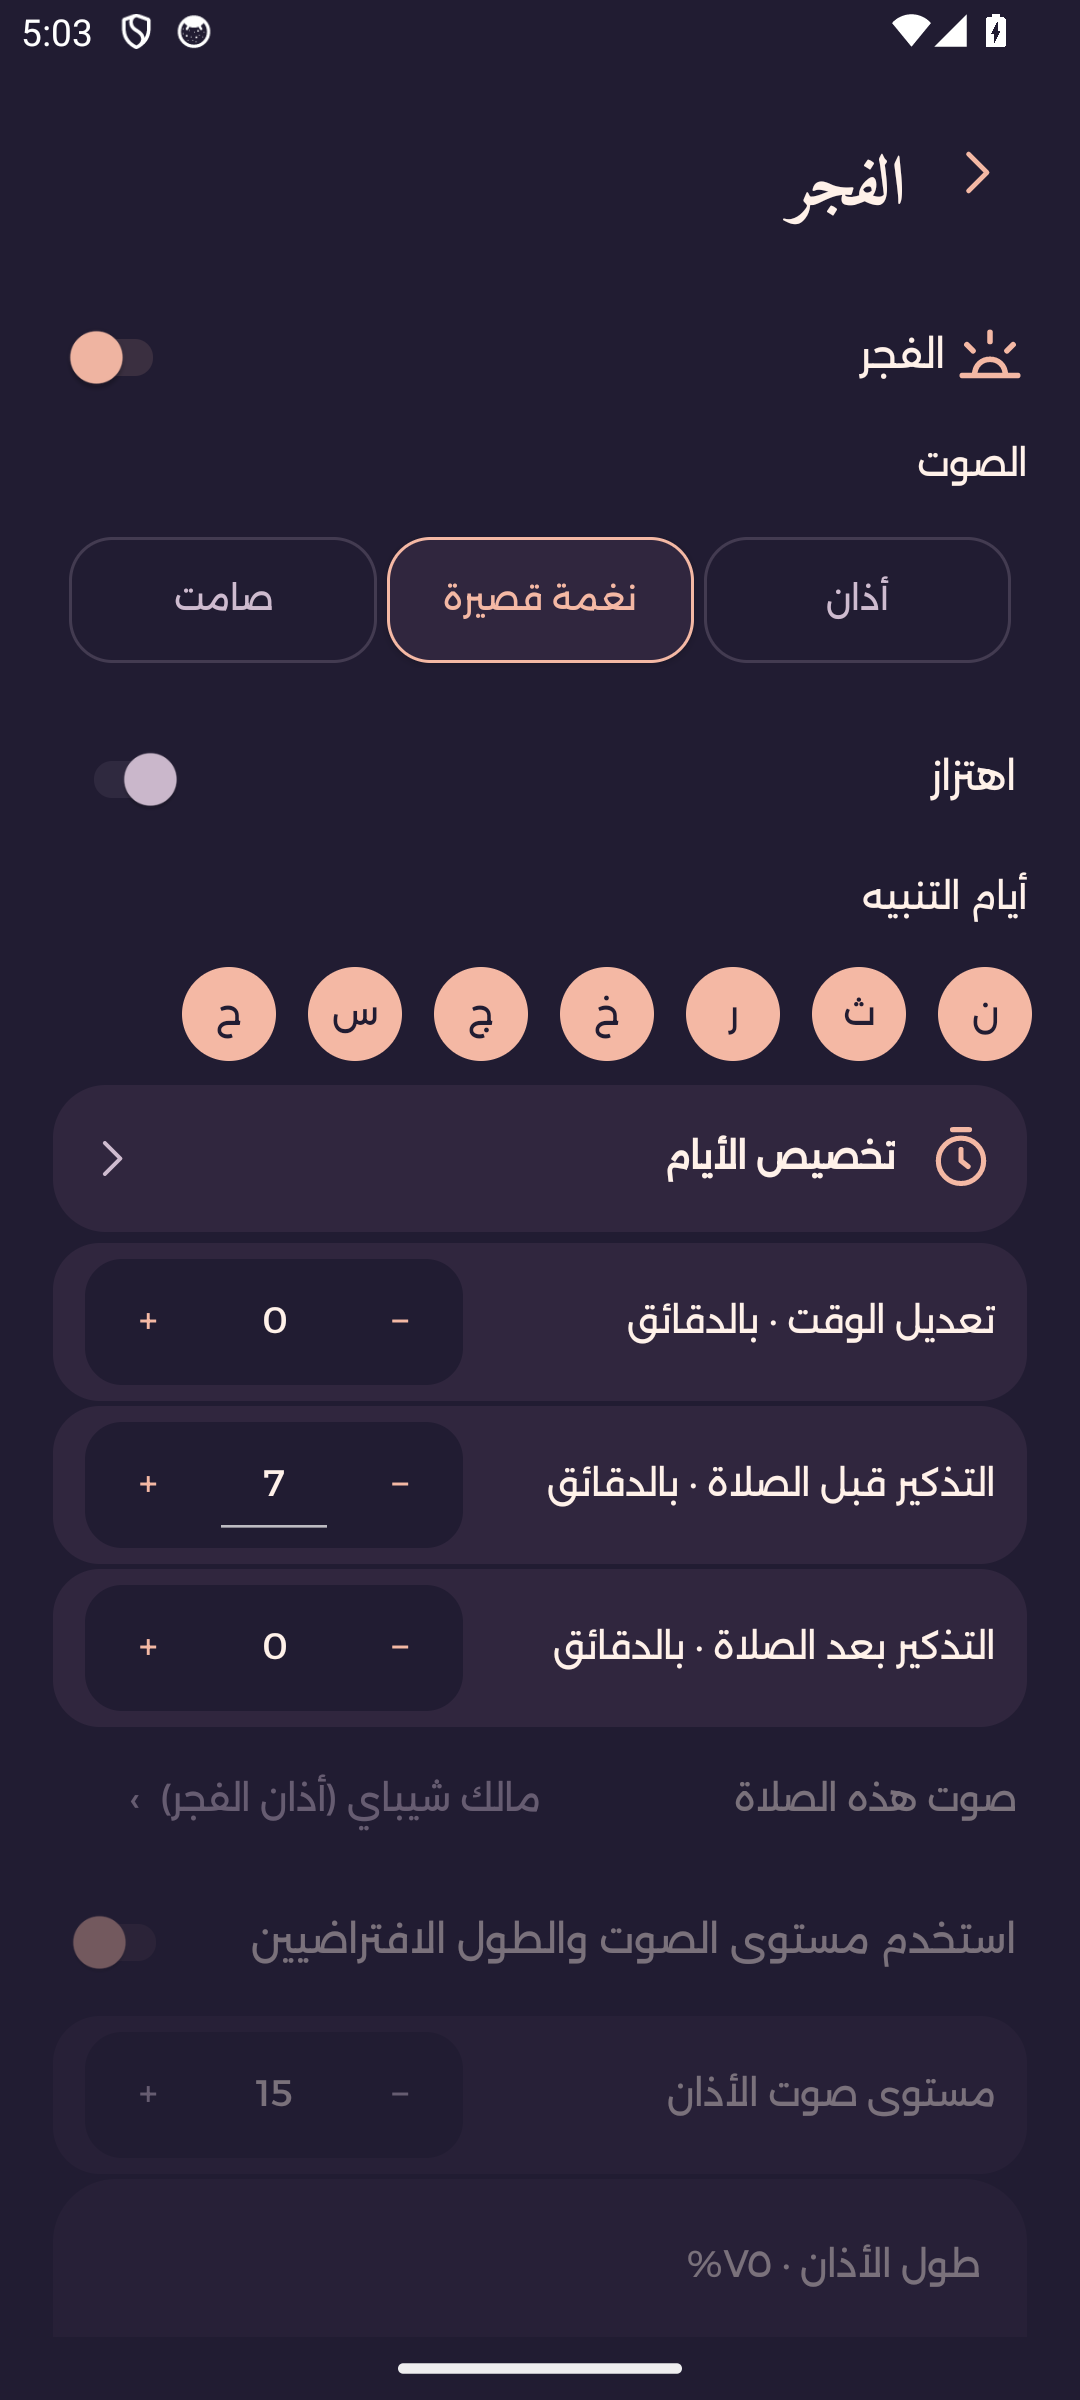 5:03
الفجر
الفجر
الصوت
أذان
نغمة قصيرة
صامت
اهتزاز
أيام التنبيه
ن ث ر خ ج س ح
تخصيص الأيام
تعديل الوقت · بالدقائق
− 0 +
التذكير قبل الصلاة · بالدقائق
− 7 +
التذكير بعد الصلاة · بالدقائق
− 0 +
صوت هذه الصلاة
مالك شيباي (أذان الفجر) ›
استخدم مستوى الصوت والطول الافتراضيين
مستوى صوت الأذان
− 15 +
طول الأذان · ٧٥%